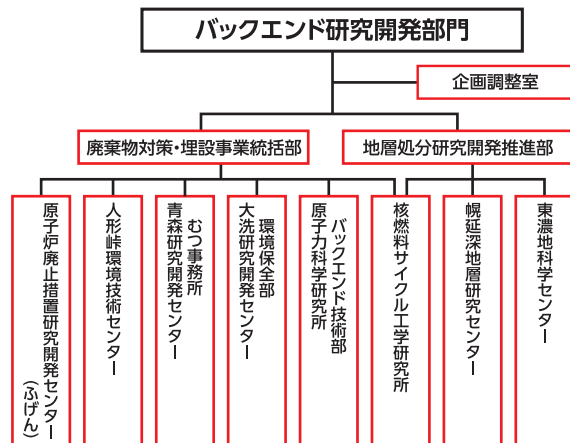 バックエンド研究開発部門
企画調整室
廃棄物対策・埋設事業統括部
地層処分研究開発推進部
原子炉廃止措置研究開発センター
(ふげん)
人形峠環境技術センター
青森研究開発センター
むつ事務所
大洗研究開発センター
環境保全部
原子力科学研究所
バックエンド技術部
核燃料サイクル工学研究所
幌延深地層研究センター
東濃地科学センター